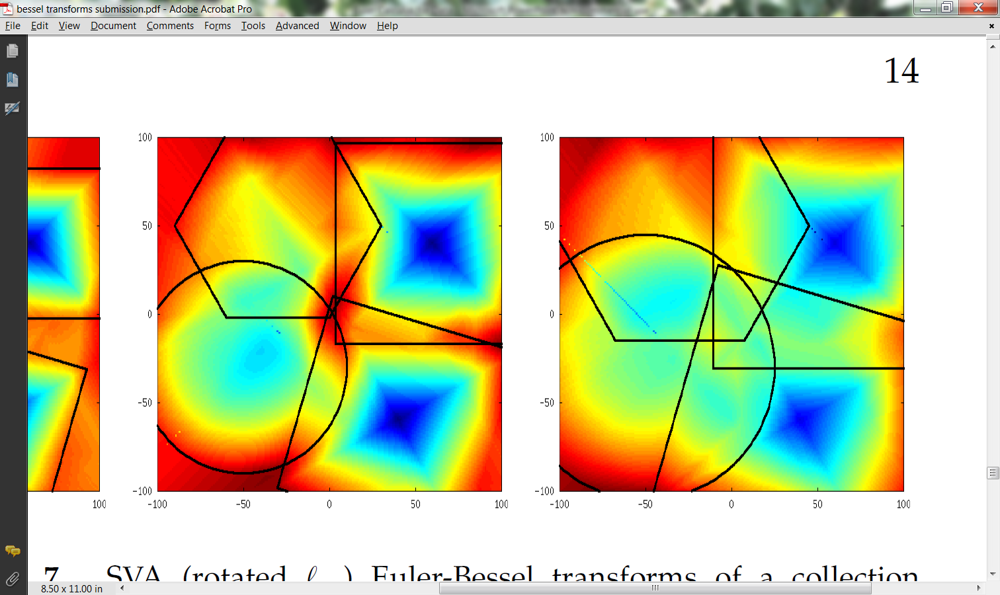 bessel transforms submission.pdf - Adobe Acrobat Pro
File Edit View Document Comments Forms Tools Advanced Window Help
14
100 100
50 50
0 0
−50 −50
−100 −100
100 −100 −50 0 50 100 −100 −50 0 50 100
7 SVA (rotated ℓ ) Euler-Bessel transforms of a collection
8.50 x 11.00 in